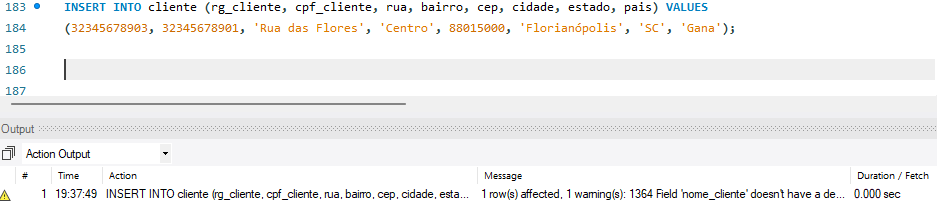 183 INSERT INTO cliente (rg_cliente, cpf_cliente, rua, bairro, cep, cidade, estado, pais) VALUES
184 (32345678903, 32345678901, 'Rua das Flores', 'Centro', 88015000, 'Florianópolis', 'SC', 'Gana');
185
186
187
Output
Action Output
# Time Action Message Duration / Fetch
1 19:37:49 INSERT INTO cliente (rg_cliente, cpf_cliente, rua, bairro, cep, cidade, esta... 1 row(s) affected, 1 warning(s): 1364 Field 'nome_cliente' doesn't have a de... 0.000 sec